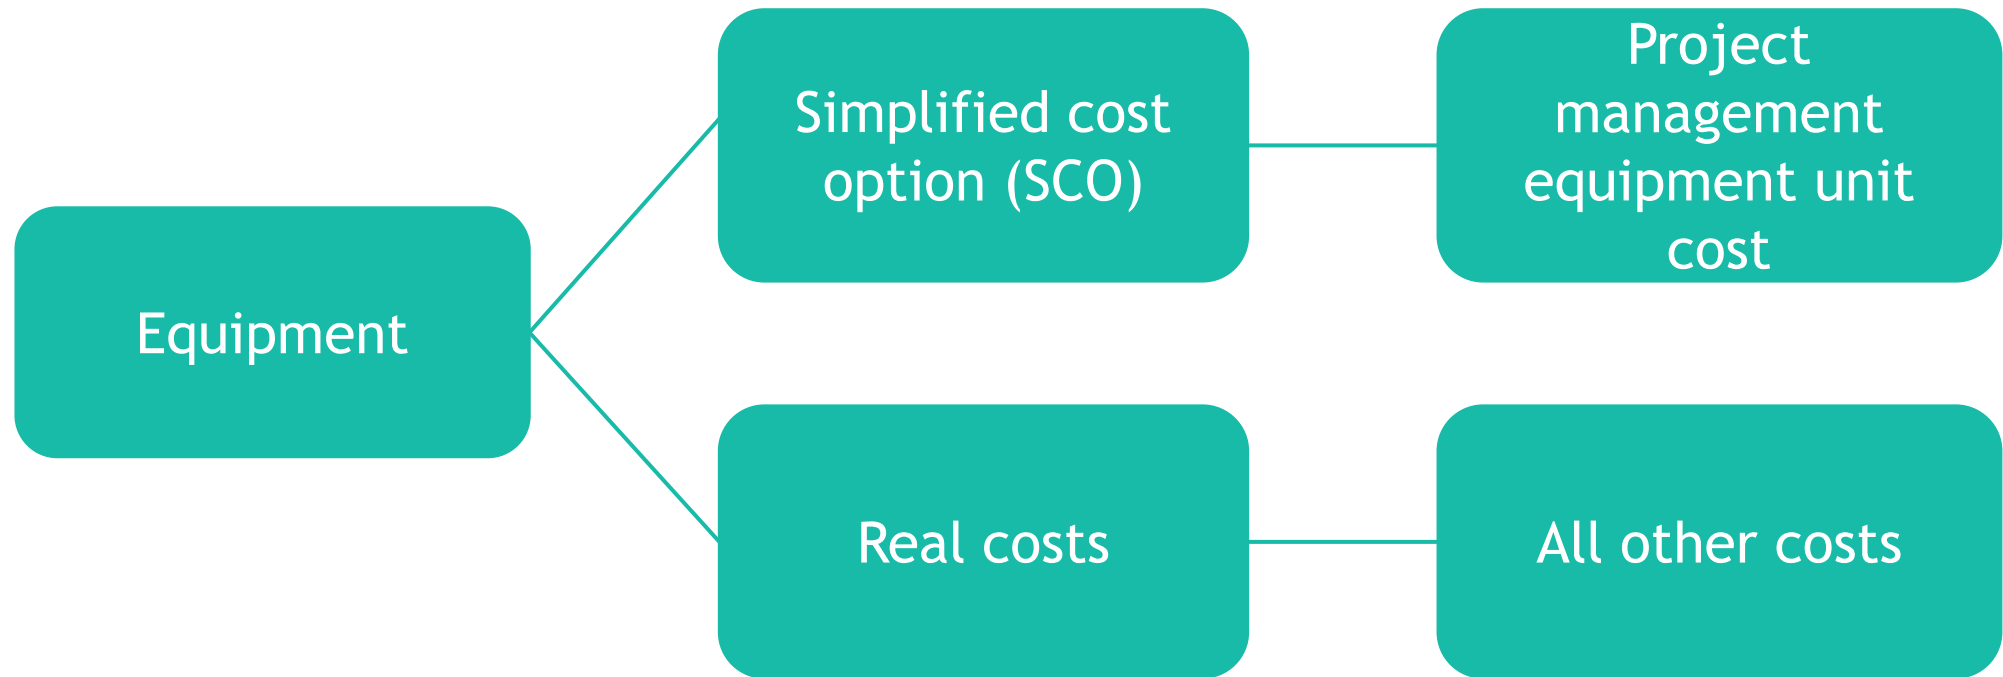 Equipment
Simplified cost
option (SCO)
Project
management
equipment unit
cost
Real costs
All other costs